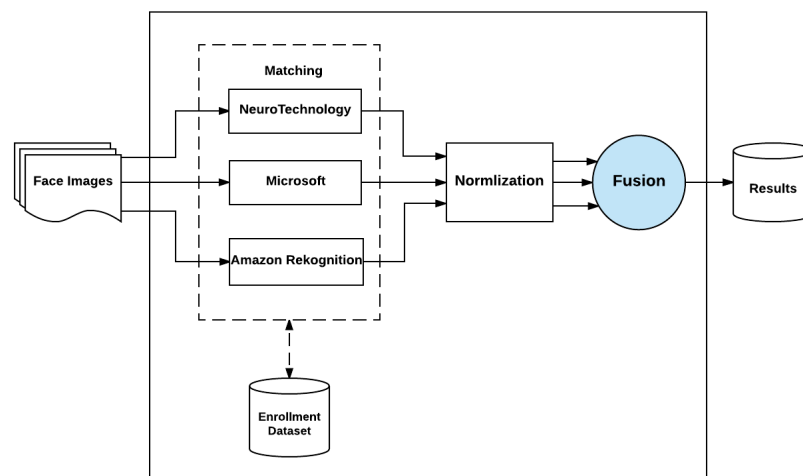 Matching
NeuroTechnology
Face Images
Microsoft
Normlization
Fusion
Results
Amazon Rekognition
Enrollment
Dataset